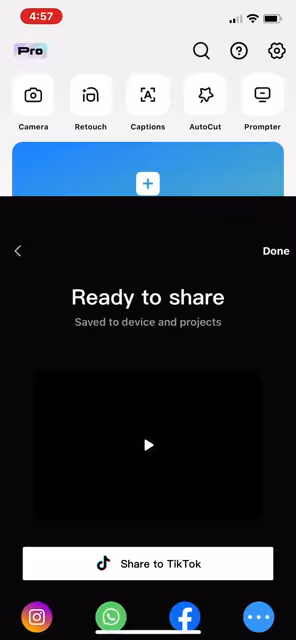 4:57
Pro
Camera Retouch Captions AutoCut Prompter
Done
Ready to share
Saved to device and projects
Share to TikTok